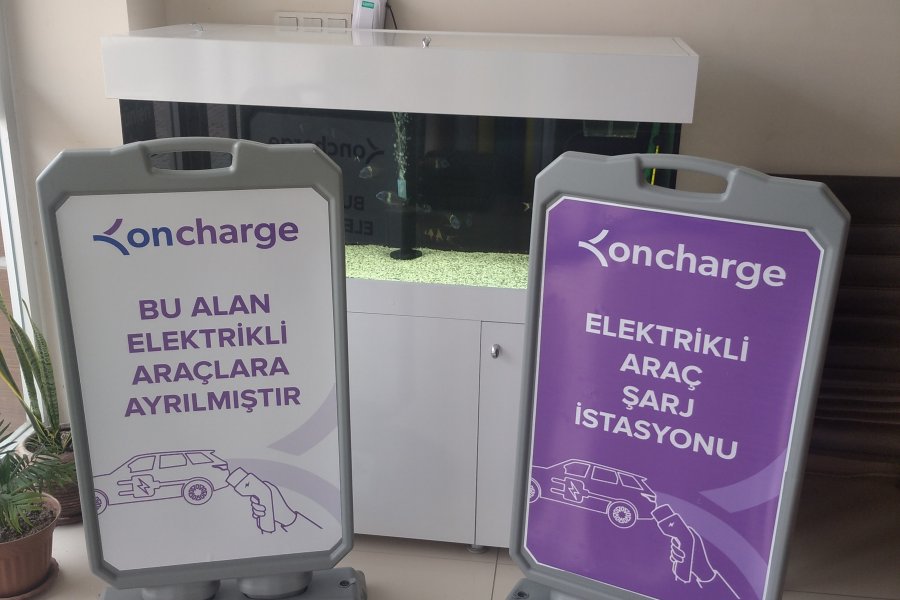 oncharge
BU ALAN
ELEKTRİKLİ
ARAÇLARA
AYRILMIŞTIR
oncharge
ELEKTRİKLİ
ARAÇ
ŞARJ
İSTASYONU